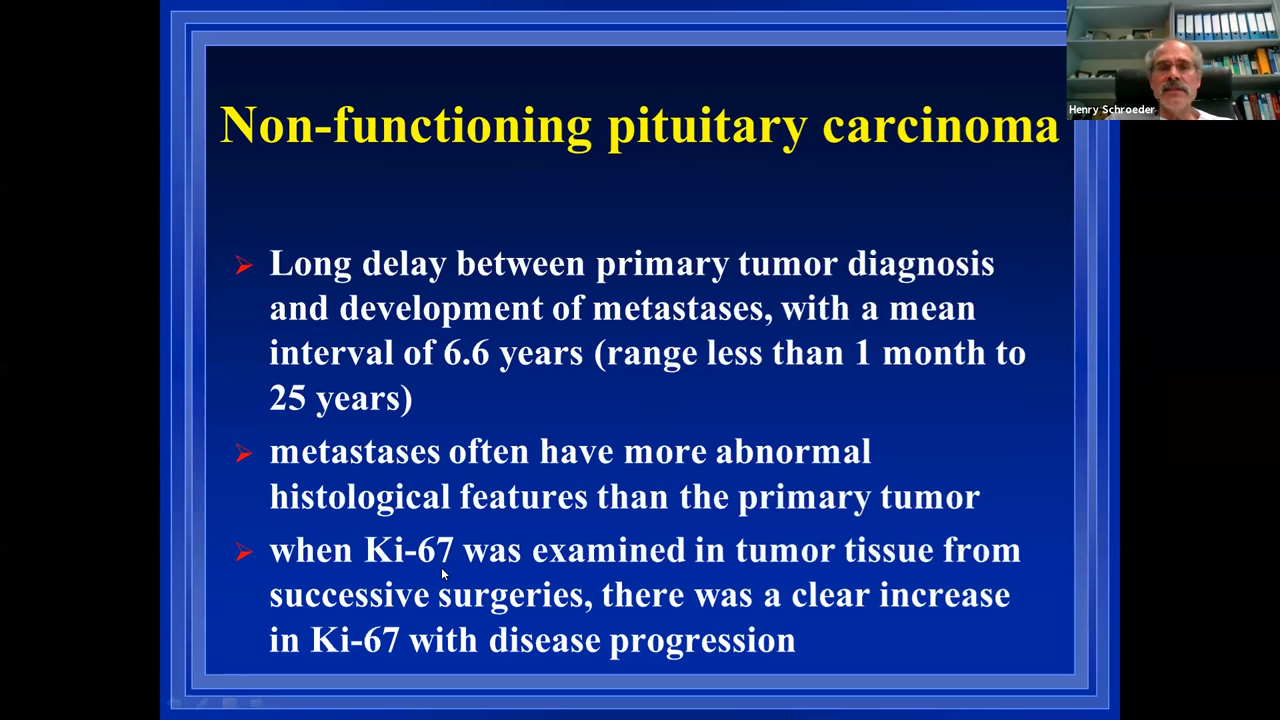 Non-functioning pituitary carcinoma
Henry Schroeder
Long delay between primary tumor diagnosis
and development of metastases, with a mean
interval of 6.6 years (range less than 1 month to
25 years)
metastases often have more abnormal
histological features than the primary tumor
when Ki-67 was examined in tumor tissue from
successive surgeries, there was a clear increase
in Ki-67 with disease progression